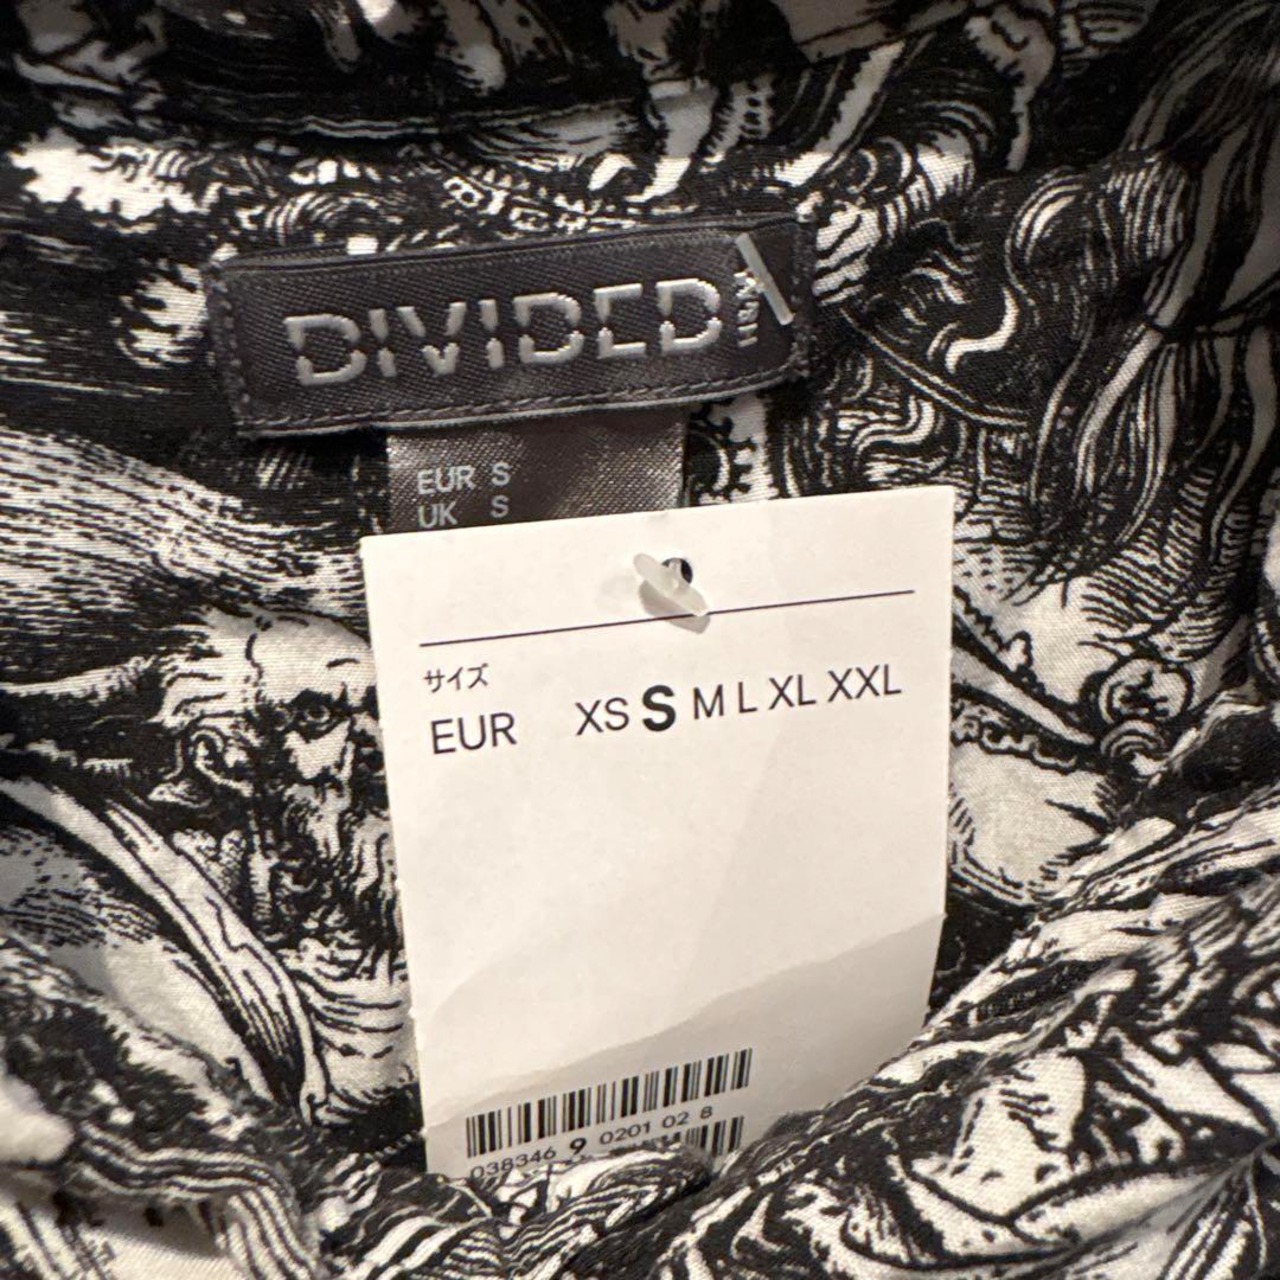 DIVIDED
H&M
EUR S
UK S
サイズ
EUR XS S M L XL XXL
038346 9 0201 02 8